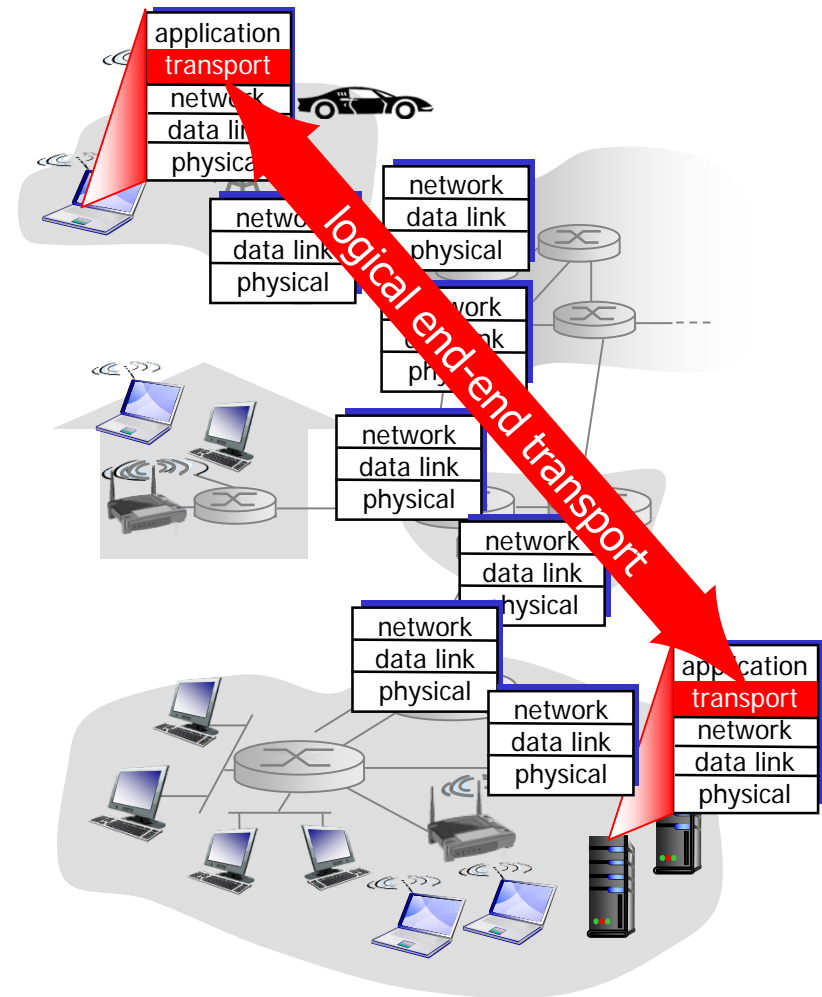 application
transport
network
data link
physical
network
data link
physical
network
data link
physical
logical end-end transport
network
data link
physical
network
data link
physical
network
data link
physical
network
data link
physical
application
transport
network
data link
physical